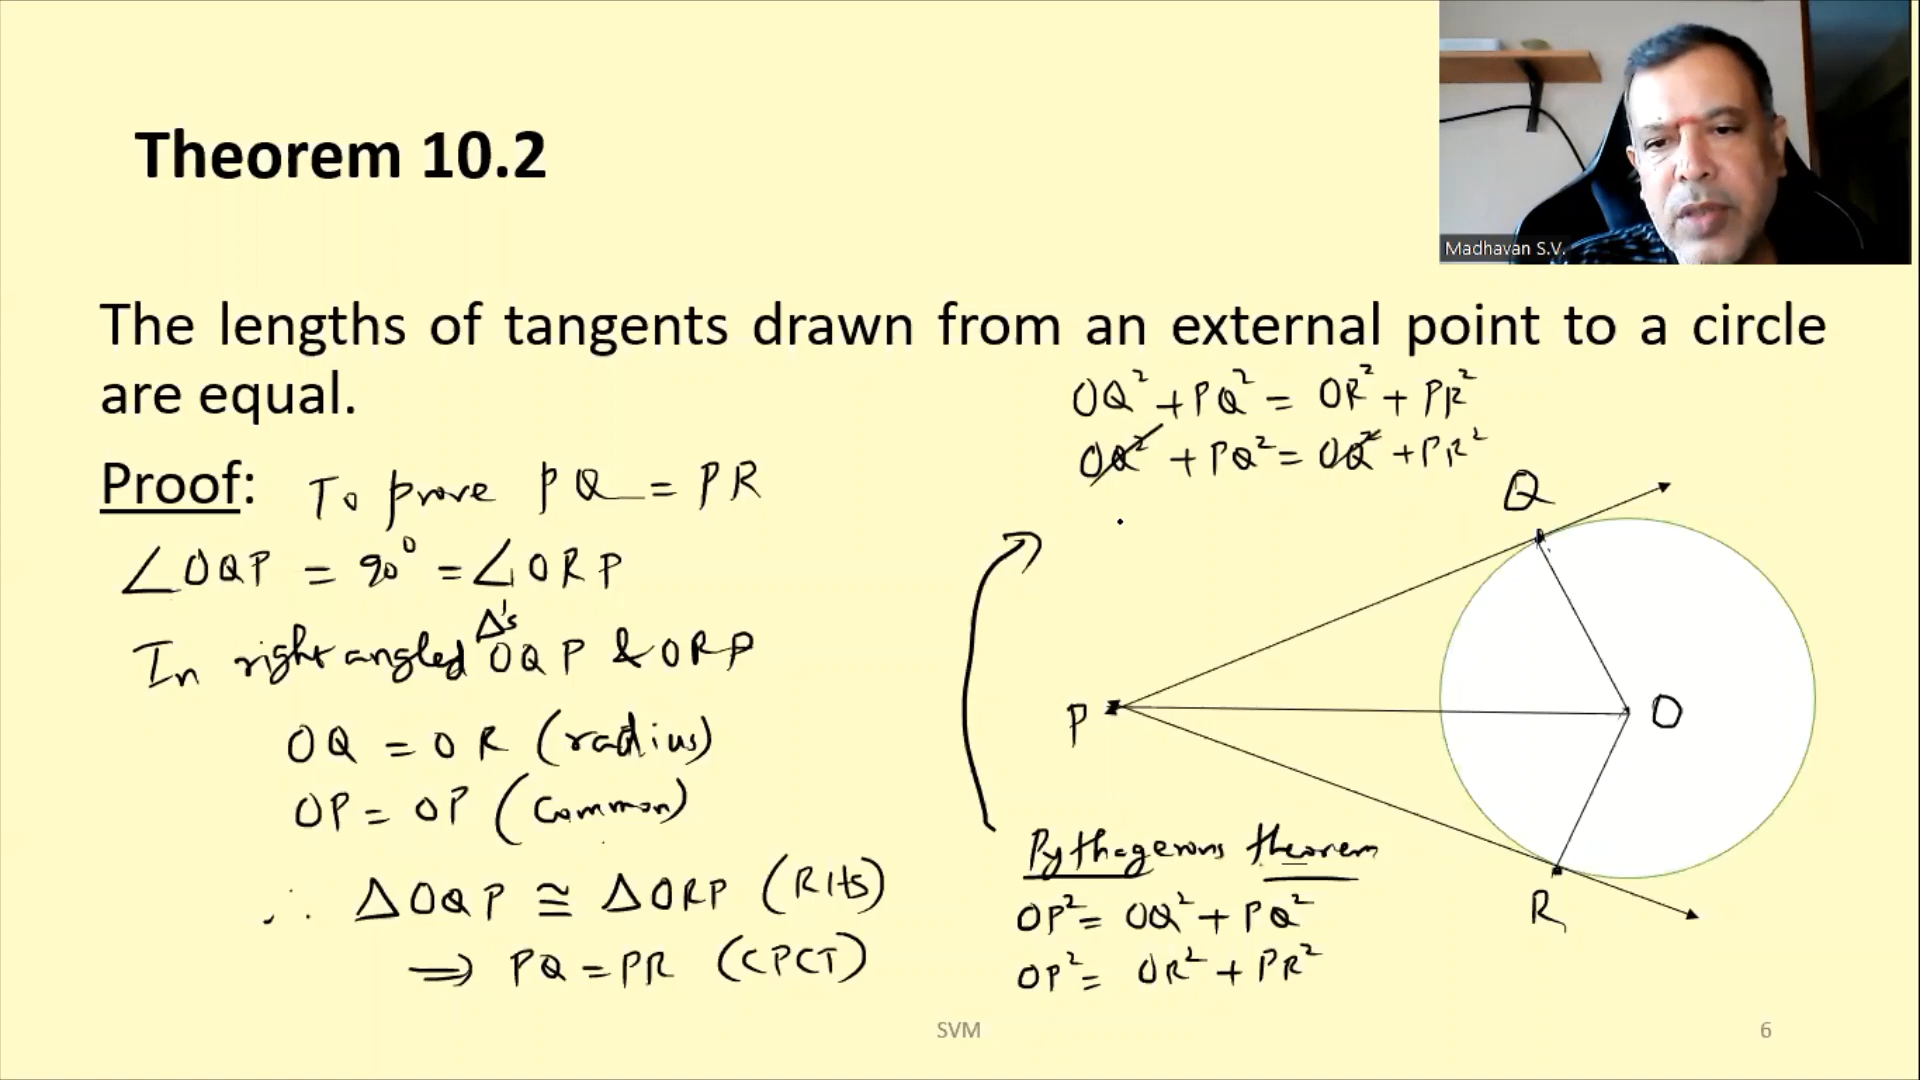 Madhavan S.V.
Theorem 10.2
The lengths of tangents drawn from an external point to a circle
are equal.
OQ² + PQ² = OR² + PR²
OQ² + PQ² = OQ² + PR²
Proof: To prove PQ = PR
∠OQP = 90° = ∠ORP
In right angled Δ's OQP & ORP
OQ = OR (radius)
OP = OP (Common)
∴ ΔOQP ≅ ΔORP (RHS)
⇒ PQ = PR (CPCT)
Q
P
O
R
Pythagerous theorem
OP² = OQ² + PQ²
OP² = OR² + PR²
SVM
6